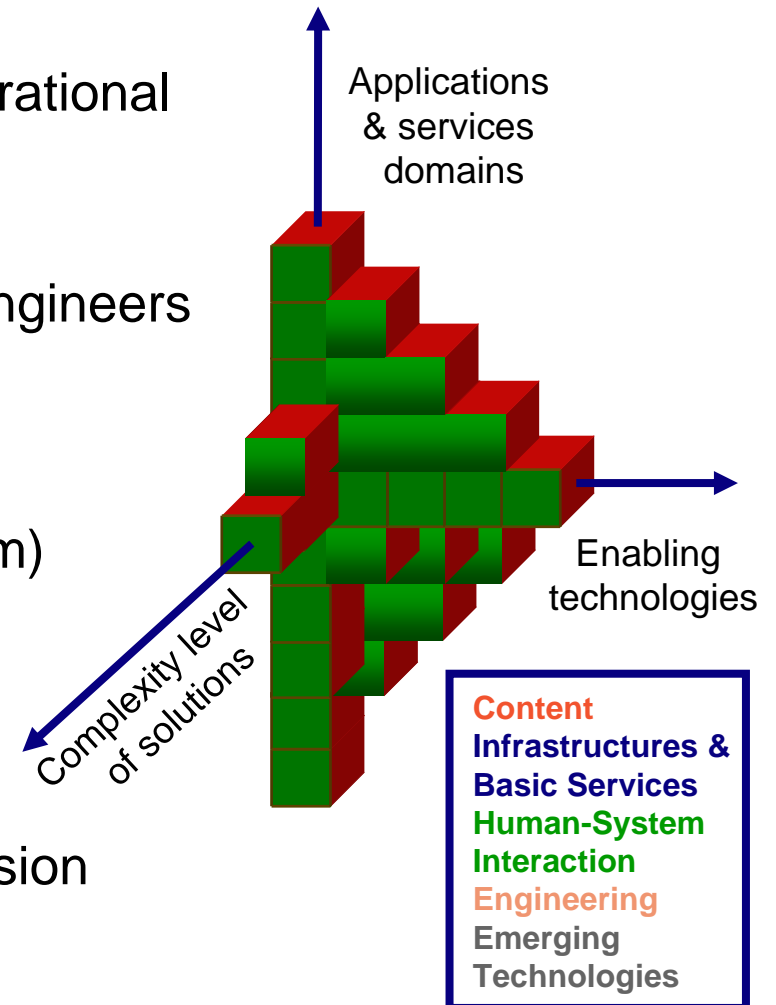 rational
Applications
& services
domains
ngineers
m)
Enabling
technologies
Complexity level
of solutions
sion
Content
Infrastructures &
Basic Services
Human-System
Interaction
Engineering
Emerging
Technologies